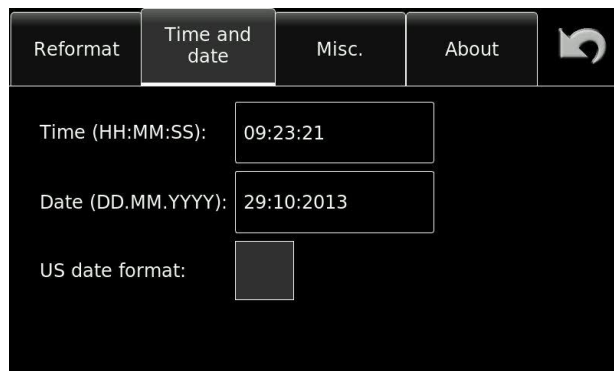 Reformat
Time and
date
Misc.
About
Time (HH:MM:SS): 09:23:21
Date (DD.MM.YYYY): 29:10:2013
US date format: